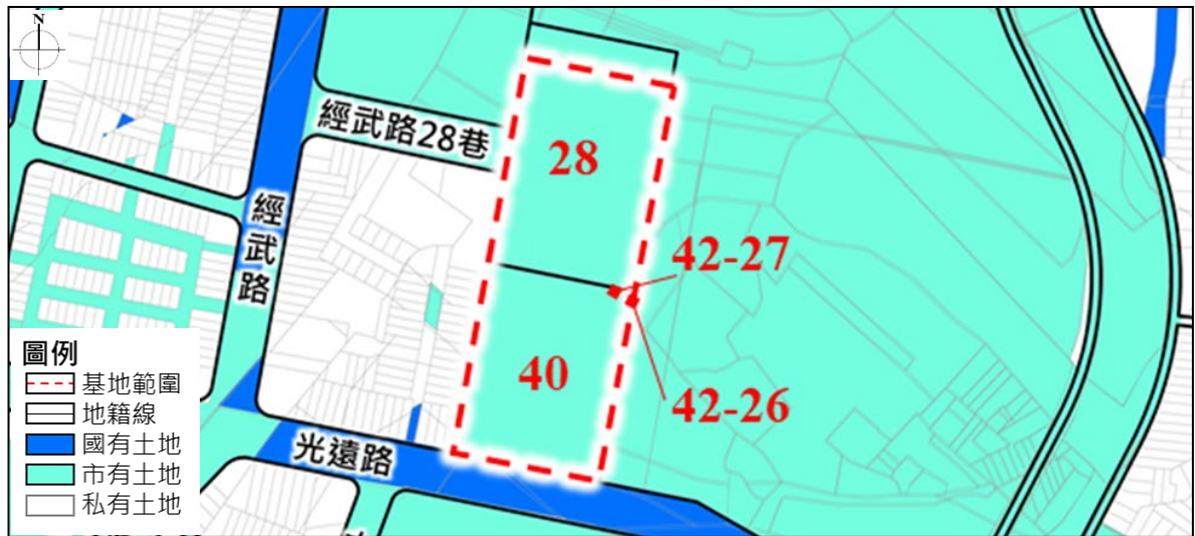 N
經武路28巷
28
經武路
42-27
40
42-26
光遠路
圖例
基地範圍
地籍線
國有土地
市有土地
私有土地